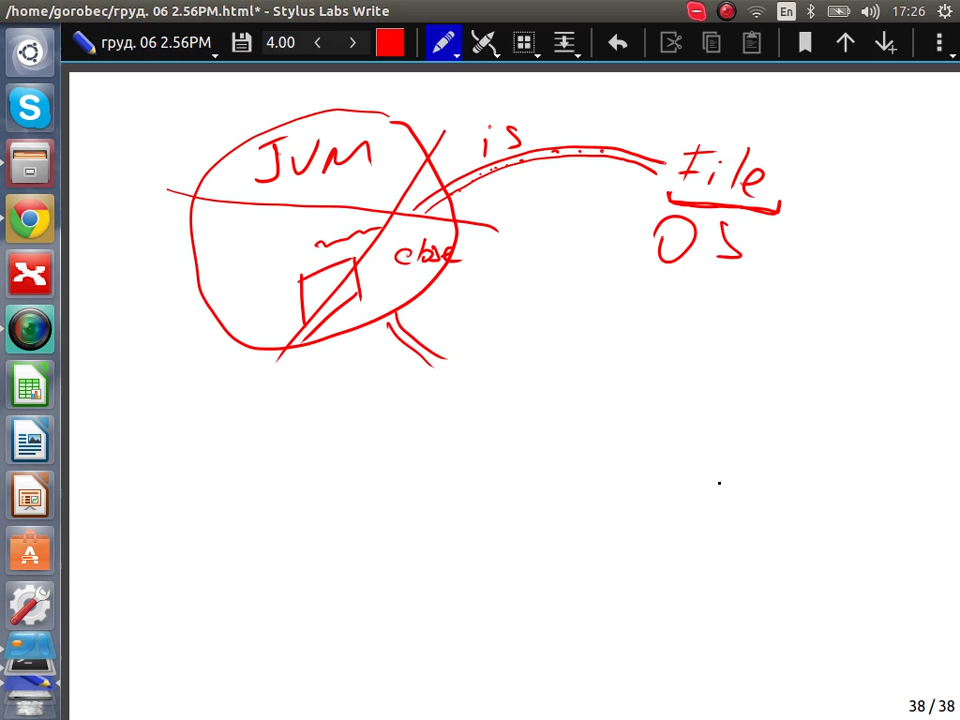 /home/gorobec/груд. 06 2.56PM.html* - Stylus Labs Write
En
17:26
груд. 06 2.56PM
4.00
JVM
is
File
OS
close
38 / 38